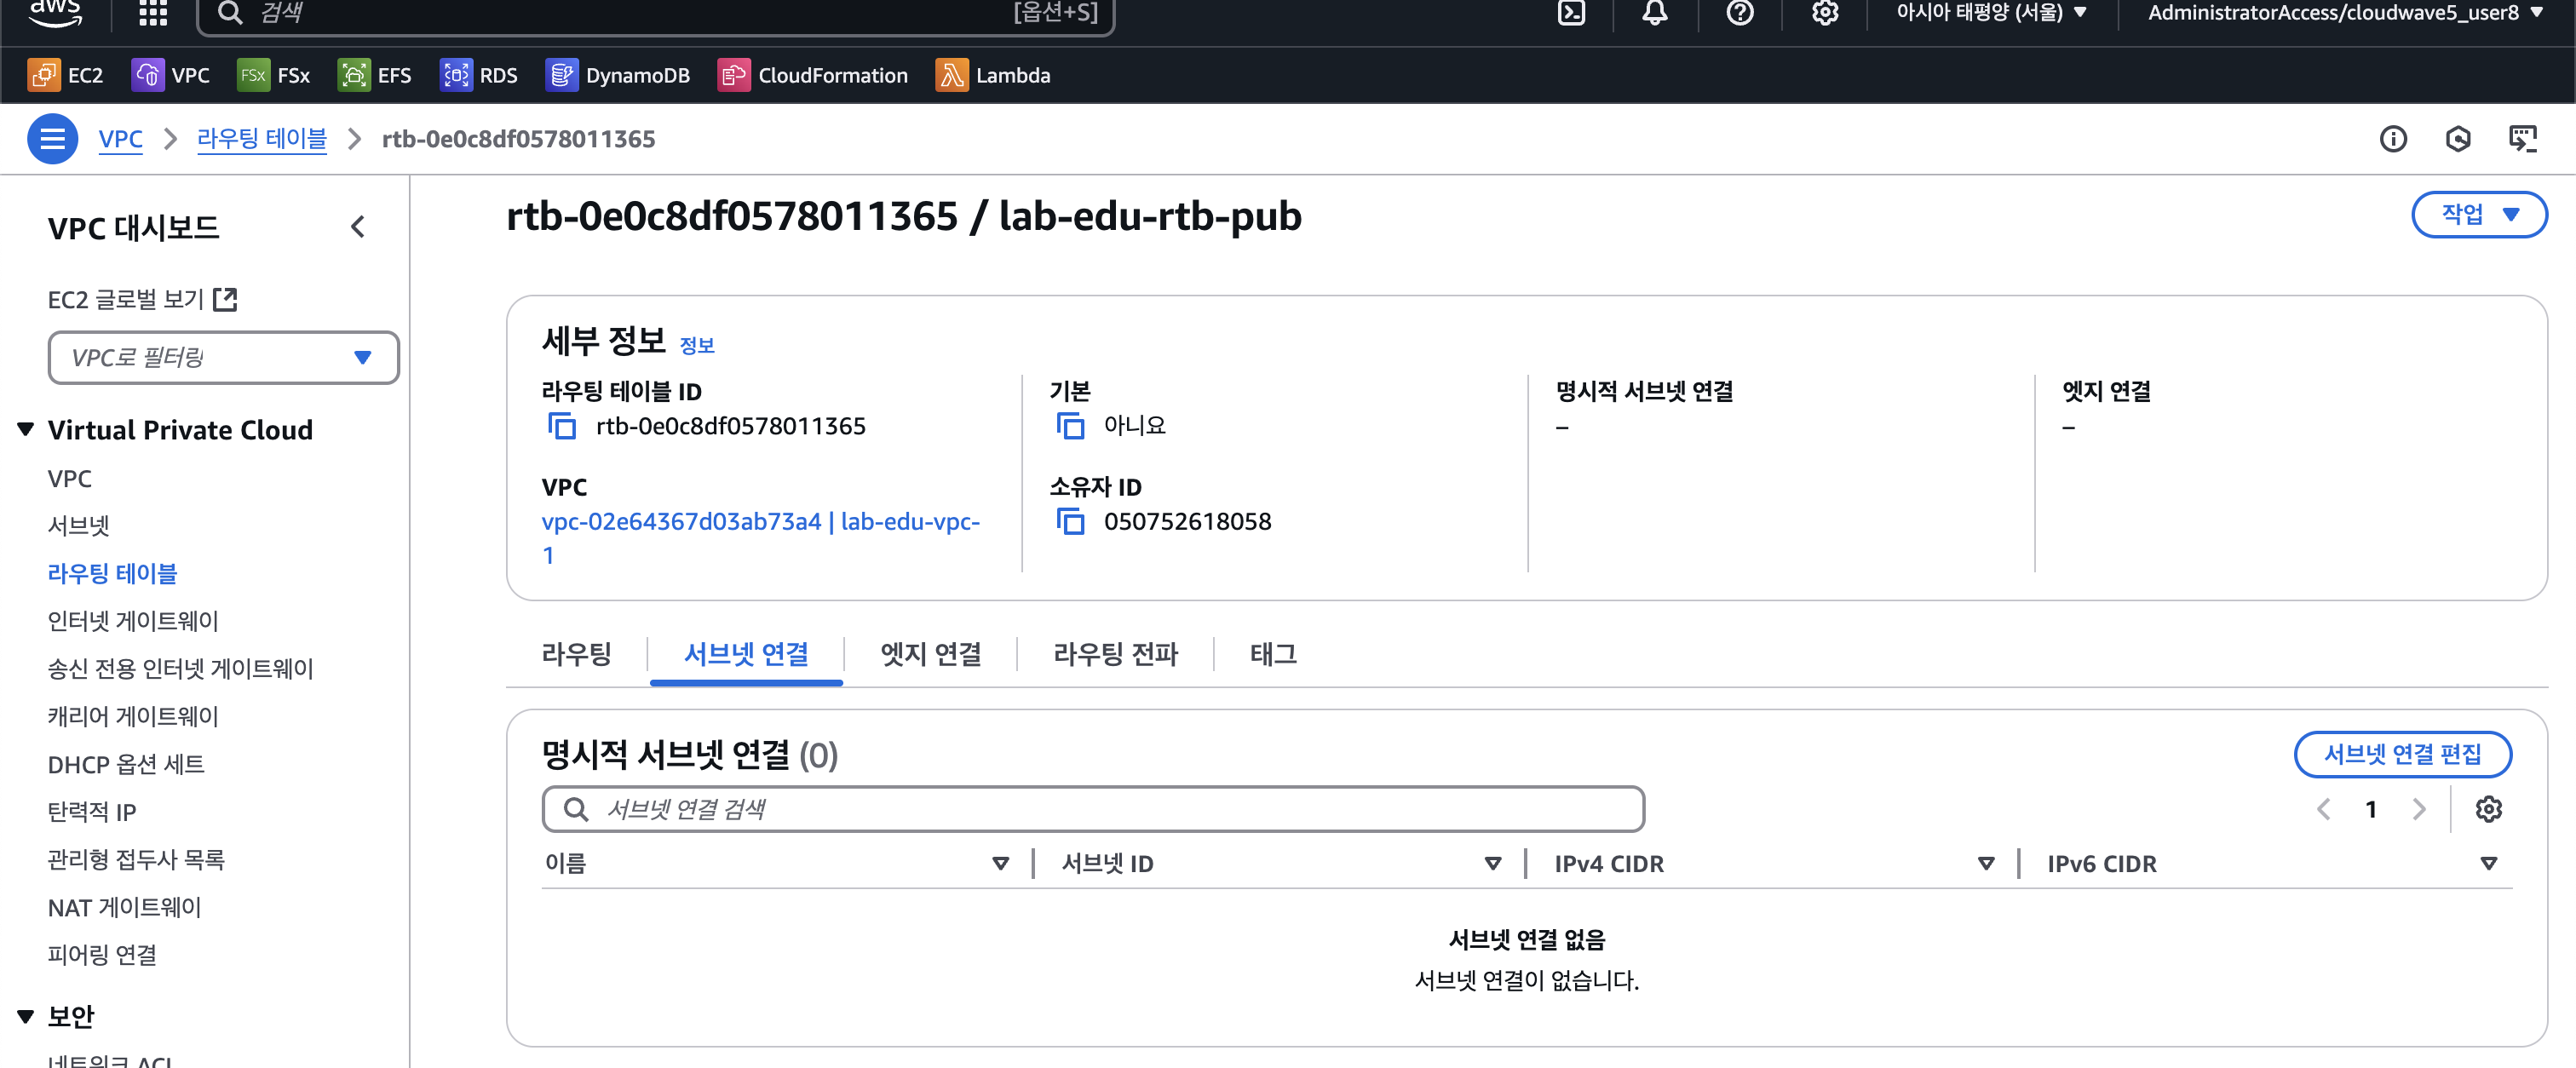 aws
검색
[옵션+S]
아시아 태평양 (서울)
AdministratorAccess/cloudwave5_user8
EC2
VPC
FSx
FSx
EFS
RDS
DynamoDB
CloudFormation
Lambda
VPC
라우팅 테이블
rtb-0e0c8df0578011365
VPC 대시보드
EC2 글로벌 보기
VPC로 필터링
Virtual Private Cloud
VPC
서브넷
라우팅 테이블
인터넷 게이트웨이
송신 전용 인터넷 게이트웨이
캐리어 게이트웨이
DHCP 옵션 세트
탄력적 IP
관리형 접두사 목록
NAT 게이트웨이
피어링 연결
보안
네트워크 ACL
rtb-0e0c8df0578011365 / lab-edu-rtb-pub
작업
세부 정보 정보
라우팅 테이블 ID
rtb-0e0c8df0578011365
기본
아니요
명시적 서브넷 연결
–
엣지 연결
–
VPC
vpc-02e64367d03ab73a4 | lab-edu-vpc-
1
소유자 ID
050752618058
라우팅
서브넷 연결
엣지 연결
라우팅 전파
태그
명시적 서브넷 연결 (0)
서브넷 연결 편집
서브넷 연결 검색
1
이름
서브넷 ID
IPv4 CIDR
IPv6 CIDR
서브넷 연결 없음
서브넷 연결이 없습니다.